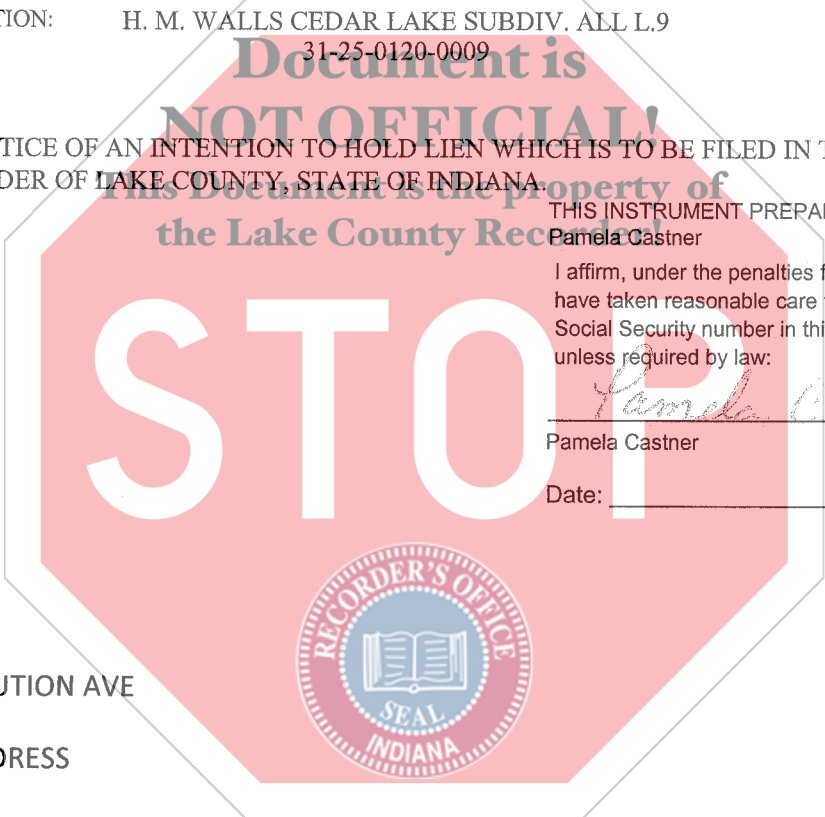 TION: H. M. WALLS CEDAR LAKE SUBDIV. ALL L.9
31-25-0120-0009
Document is
NOT OFFICIAL!
TICE OF AN INTENTION TO HOLD LIEN WHICH IS TO BE FILED IN T
DER OF LAKE COUNTY, STATE OF INDIANA.
This Document is the property of
the Lake County Recorder!
THIS INSTRUMENT PREPAR
Pamela Castner
I affirm, under the penalties f
have taken reasonable care
Social Security number in thi
unless required by law:
Pamela C
Pamela Castner
Date:
STOP
RECORDER'S OFFICE
SEAL
INDIANA
UTION AVE
DRESS